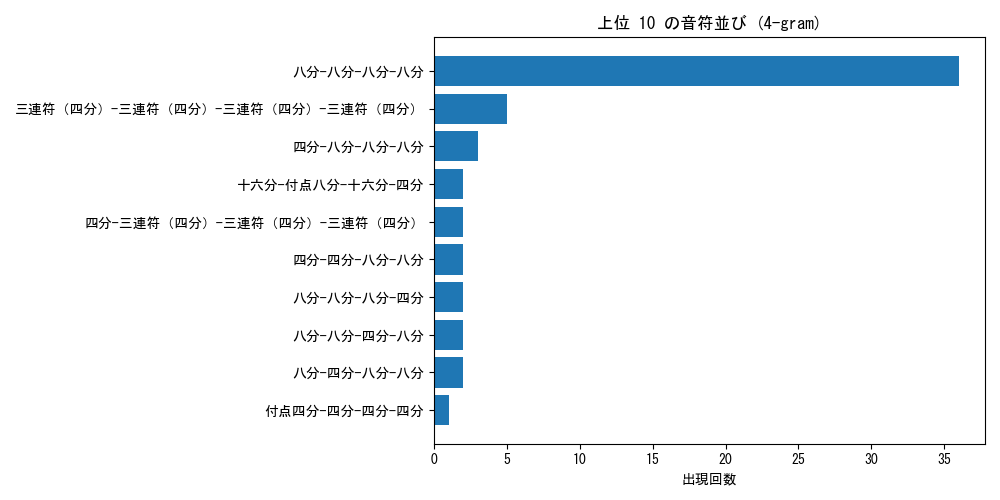 上位 10 の音符並び (4-gram)
八分-八分-八分-八分
三連符（四分）-三連符（四分）-三連符（四分）-三連符（四分）
四分-八分-八分-八分
十六分-付点八分-十六分-四分
四分-三連符（四分）-三連符（四分）-三連符（四分）
四分-四分-八分-八分
八分-八分-八分-四分
八分-八分-四分-八分
八分-四分-八分-八分
付点四分-四分-四分-四分
0 5 10 15 20 25 30 35
出現回数